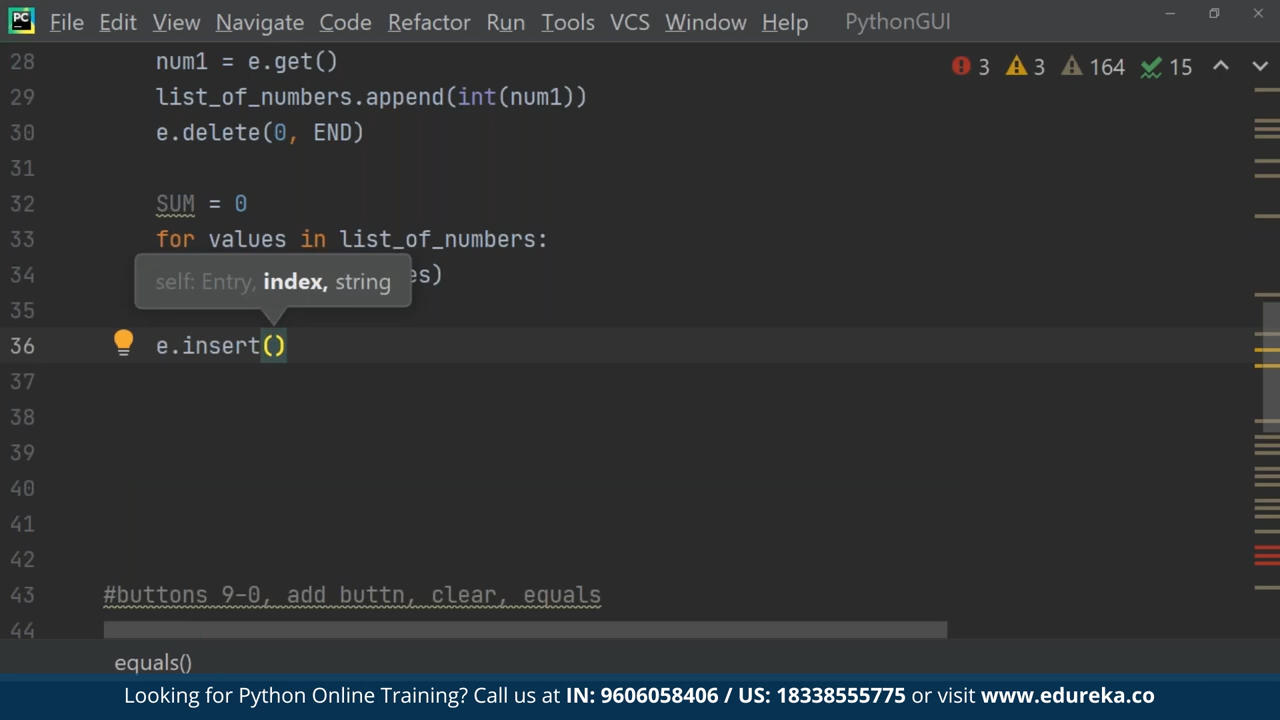 File Edit View Navigate Code Refactor Run Tools VCS Window Help PythonGUI
28 num1 = e.get()
3 3 164 15
29 list_of_numbers.append(int(num1))
30 e.delete(0, END)
31
32 SUM = 0
33 for values in list_of_numbers:
self: Entry, index, string
34 es)
35
36 e.insert()
37
38
39
40
41
42
43 #buttons 9-0, add buttn, clear, equals
44
equals()
Looking for Python Online Training? Call us at IN: 9606058406 / US: 18338555775 or visit www.edureka.co